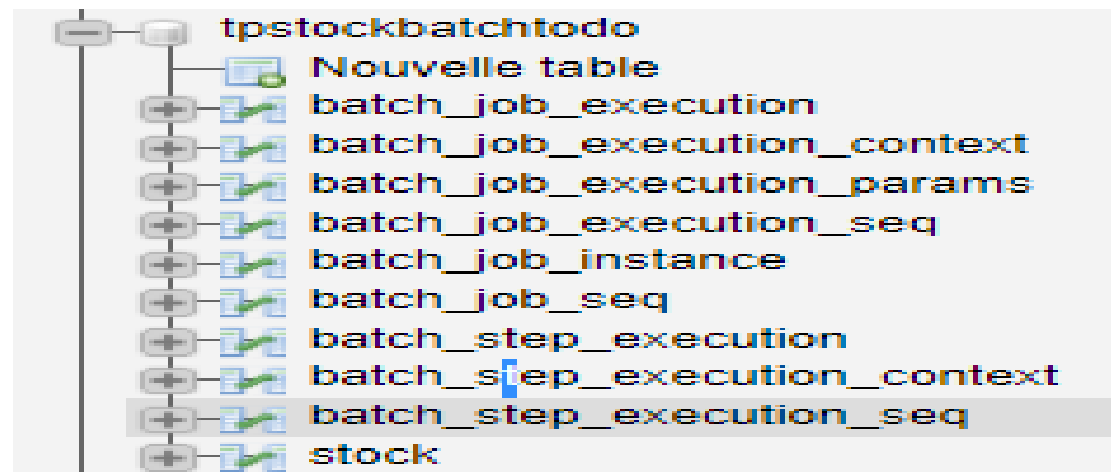 tpstockbatchtodo
Nouvelle table
batch_job_execution
batch_job_execution_context
batch_job_execution_params
batch_job_execution_seq
batch_job_instance
batch_job_seq
batch_step_execution
batch_step_execution_context
batch_step_execution_seq
stock